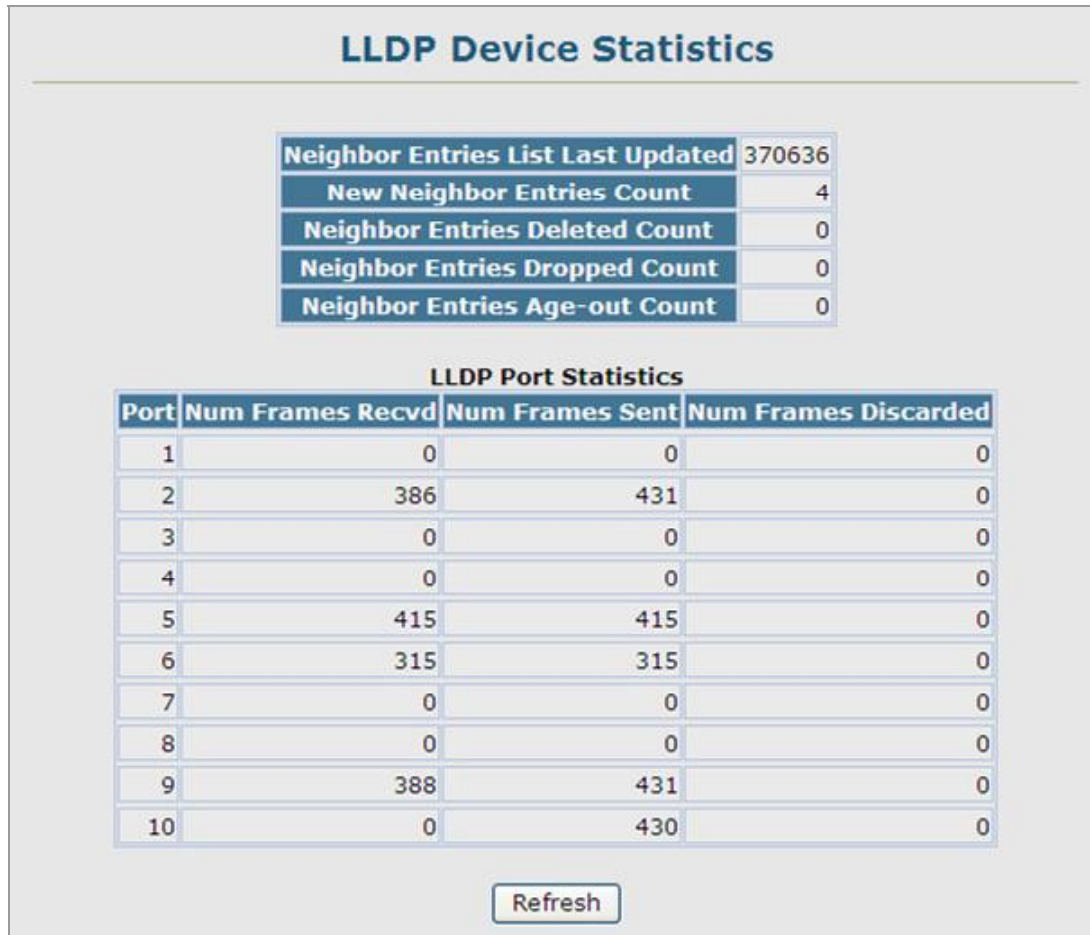 LLDP Device Statistics
Neighbor Entries List Last Updated 370636
New Neighbor Entries Count 4
Neighbor Entries Deleted Count 0
Neighbor Entries Dropped Count 0
Neighbor Entries Age-out Count 0
LLDP Port Statistics
Port Num Frames Recvd Num Frames Sent Num Frames Discarded
1 0 0 0
2 386 431 0
3 0 0 0
4 0 0 0
5 415 415 0
6 315 315 0
7 0 0 0
8 0 0 0
9 388 431 0
10 0 430 0
Refresh